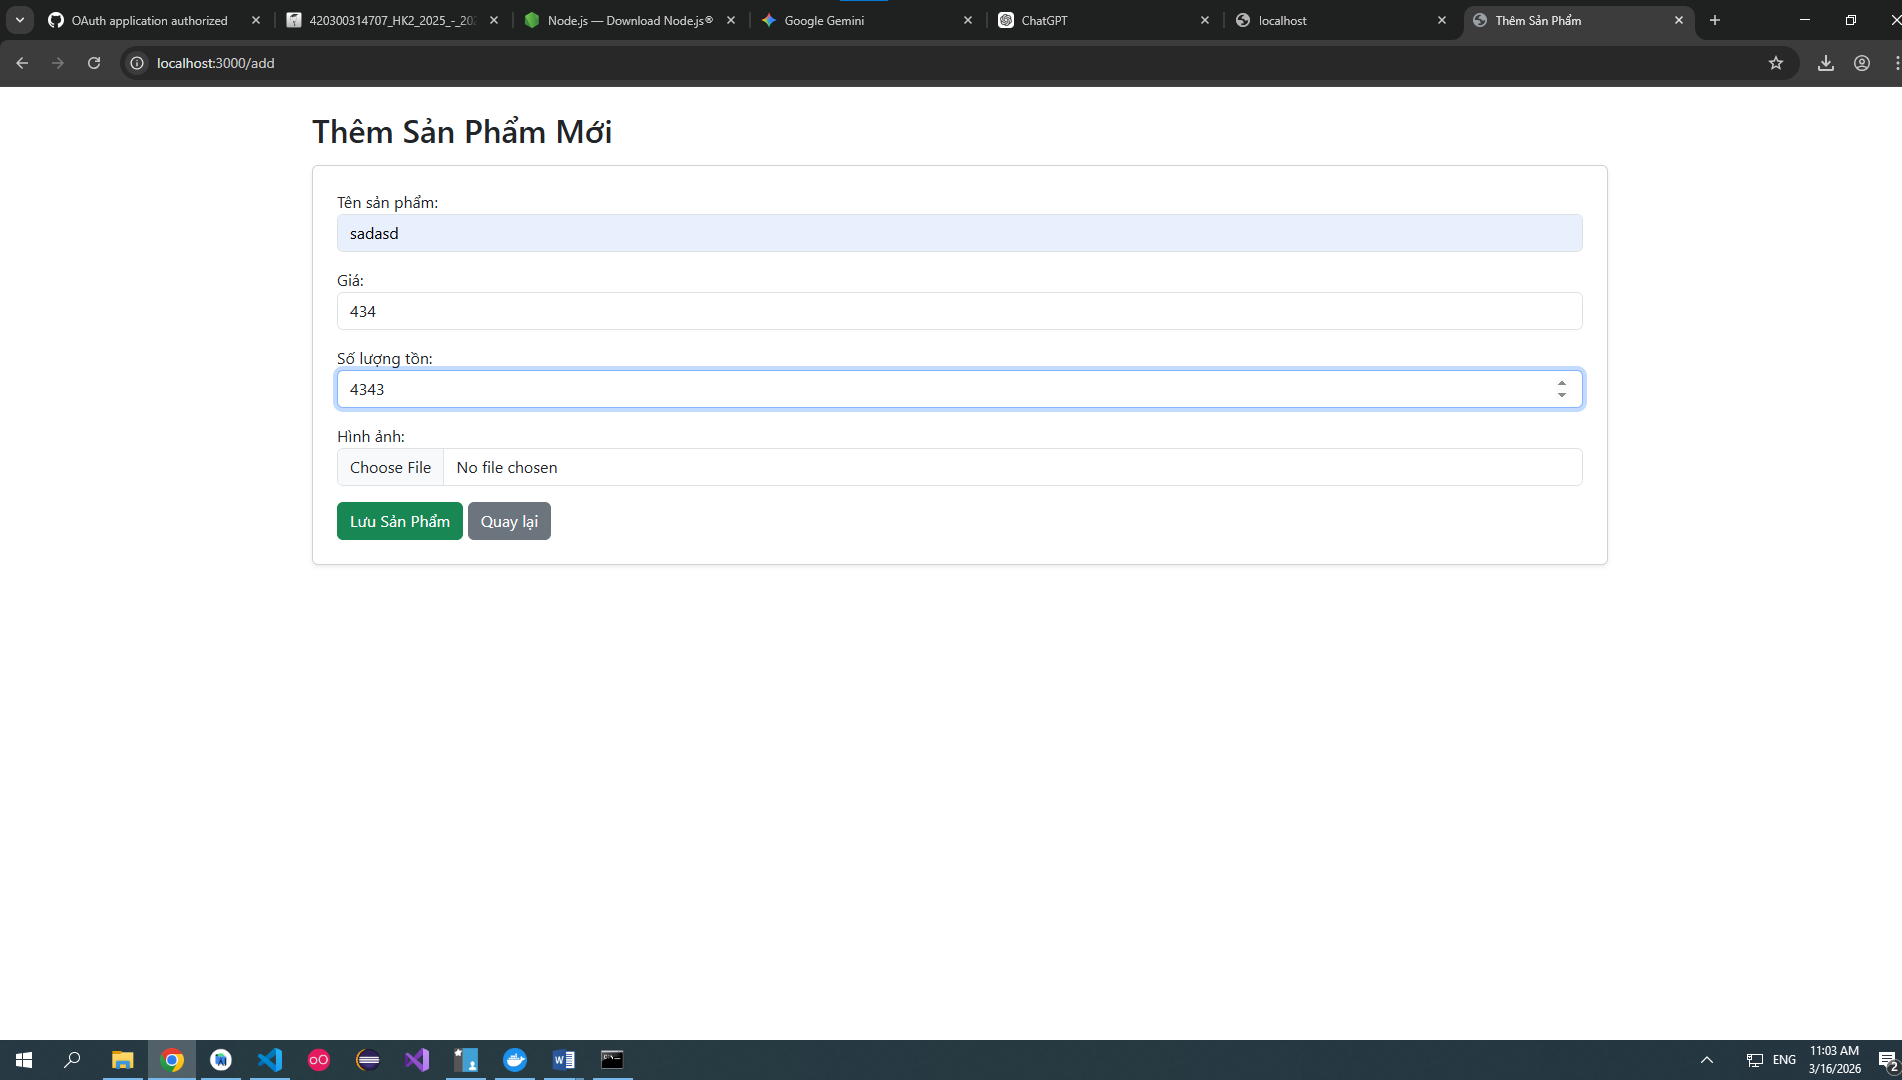 OAuth application authorized
420300314707_HK2_2025_-_202
Node.js — Download Node.js®
Google Gemini
ChatGPT
localhost
Thêm Sản Phẩm
localhost:3000/add
Thêm Sản Phẩm Mới
Tên sản phẩm:
sadasd
Giá:
434
Số lượng tồn:
4343
Hình ảnh:
Choose File No file chosen
Lưu Sản Phẩm Quay lại
ENG
11:03 AM
3/16/2026
2